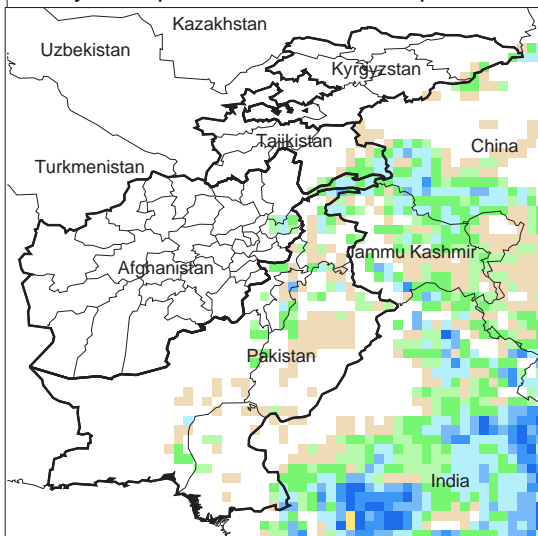 Kazakhstan
Uzbekistan
Kyrgyzstan
China
Tajikistan
Turkmenistan
Jammu Kashmir
Afghanistan
Pakistan
India